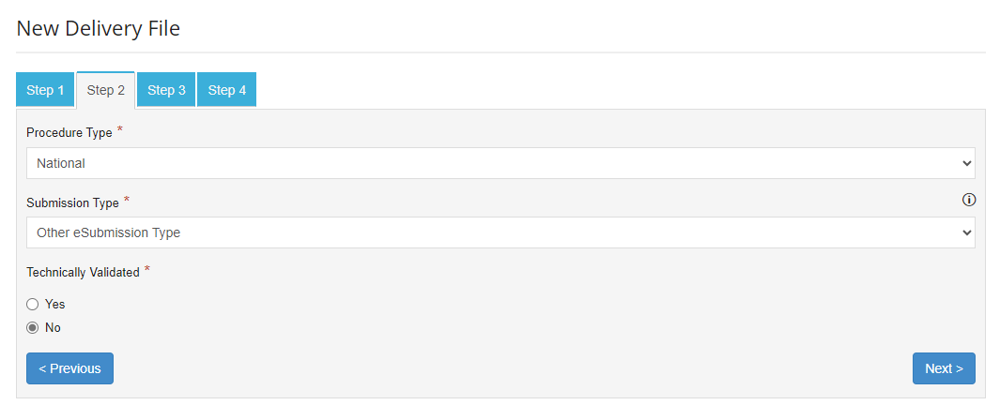 New Delivery File
Step 1 Step 2 Step 3 Step 4
Procedure Type *
National
Submission Type *
Other eSubmission Type
Technically Validated *
Yes
No
< Previous Next >